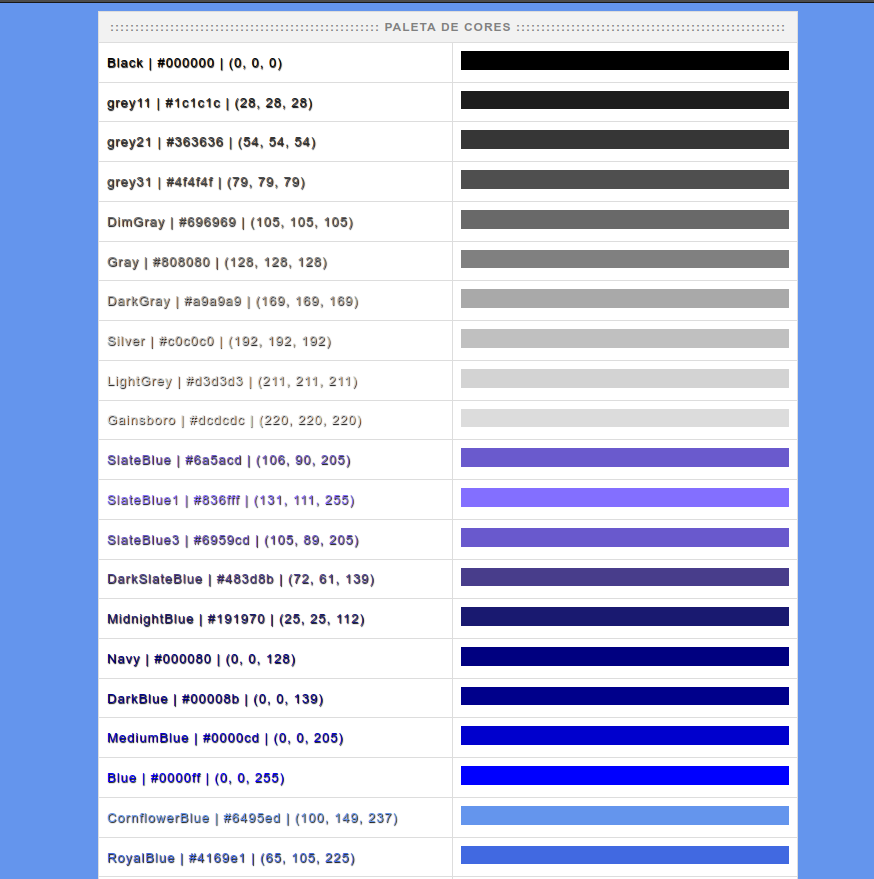 :::::::::::::::::::::::::::::::::::::::::::::::::::::: PALETA DE CORES ::::::::::::::::::::::::::::::::::::::::::::::::::::::
Black | #000000 | (0, 0, 0)
grey11 | #1c1c1c | (28, 28, 28)
grey21 | #363636 | (54, 54, 54)
grey31 | #4f4f4f | (79, 79, 79)
DimGray | #696969 | (105, 105, 105)
Gray | #808080 | (128, 128, 128)
DarkGray | #a9a9a9 | (169, 169, 169)
Silver | #c0c0c0 | (192, 192, 192)
LightGrey | #d3d3d3 | (211, 211, 211)
Gainsboro | #dcdcdc | (220, 220, 220)
SlateBlue | #6a5acd | (106, 90, 205)
SlateBlue1 | #836fff | (131, 111, 255)
SlateBlue3 | #6959cd | (105, 89, 205)
DarkSlateBlue | #483d8b | (72, 61, 139)
MidnightBlue | #191970 | (25, 25, 112)
Navy | #000080 | (0, 0, 128)
DarkBlue | #00008b | (0, 0, 139)
MediumBlue | #0000cd | (0, 0, 205)
Blue | #0000ff | (0, 0, 255)
CornflowerBlue | #6495ed | (100, 149, 237)
RoyalBlue | #4169e1 | (65, 105, 225)